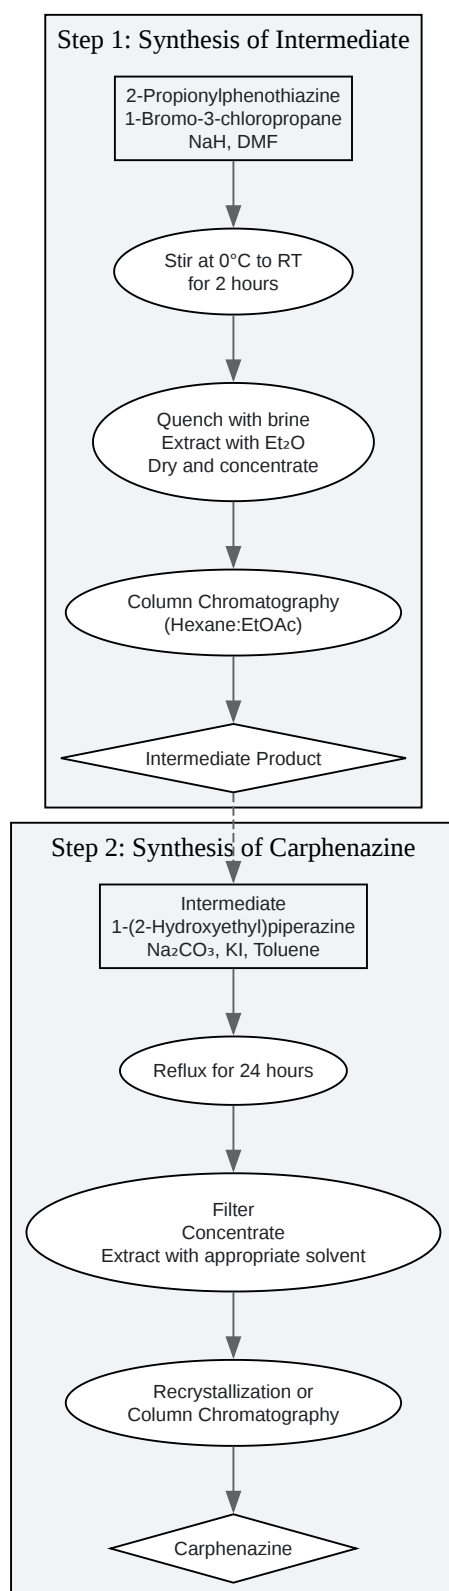 Step 1: Synthesis of Intermediate
2-Propionylphenothiazine
1-Bromo-3-chloropropane
NaH, DMF
Stir at 0°C to RT
for 2 hours
Quench with brine
Extract with Et₂O
Dry and concentrate
Column Chromatography
(Hexane:EtOAc)
Intermediate Product
Step 2: Synthesis of Carphenazine
Intermediate
1-(2-Hydroxyethyl)piperazine
Na₂CO₃, KI, Toluene
Reflux for 24 hours
Filter
Concentrate
Extract with appropriate solvent
Recrystallization or
Column Chromatography
Carphenazine